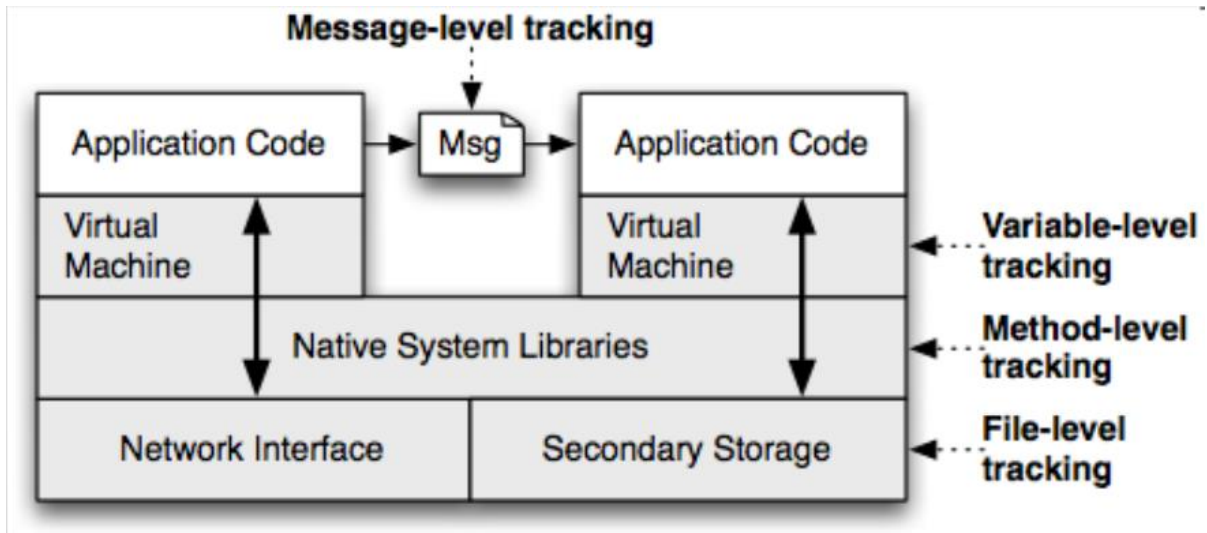 Message-level tracking
Application Code
Msg
Application Code
Virtual
Machine
Virtual
Machine
Variable-level
tracking
Native System Libraries
Method-level
tracking
Network Interface
Secondary Storage
File-level
tracking